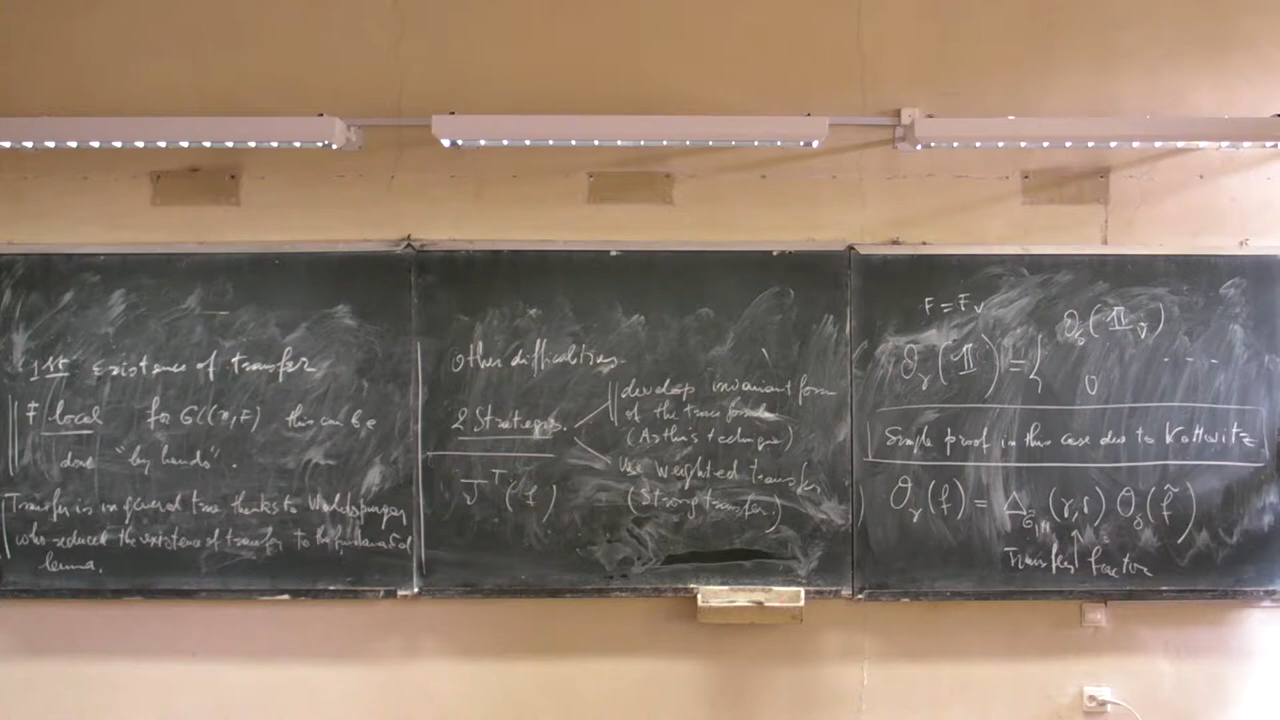 1st existence of transfer
F local for GL(n,F) this can be
done "by hands".
Transfer is in general true thanks to Waldspurger
who reduced the existence of transfer to the fundamental
lemma.
Other difficulties.
2 Strategies.
develop invariant form
of the trace formula
(Arthur's technique)
Use weighted transfer
(Strong transfer.)
J^T(f)
F = F_v
O_γ(𝟙) = { O_δ(𝟙_v) ....
0
Simple proof in this case due to Kottwitz
O_γ(f) = Δ_G̃ (γ,δ) O_δ(f̃)
Transfer factor